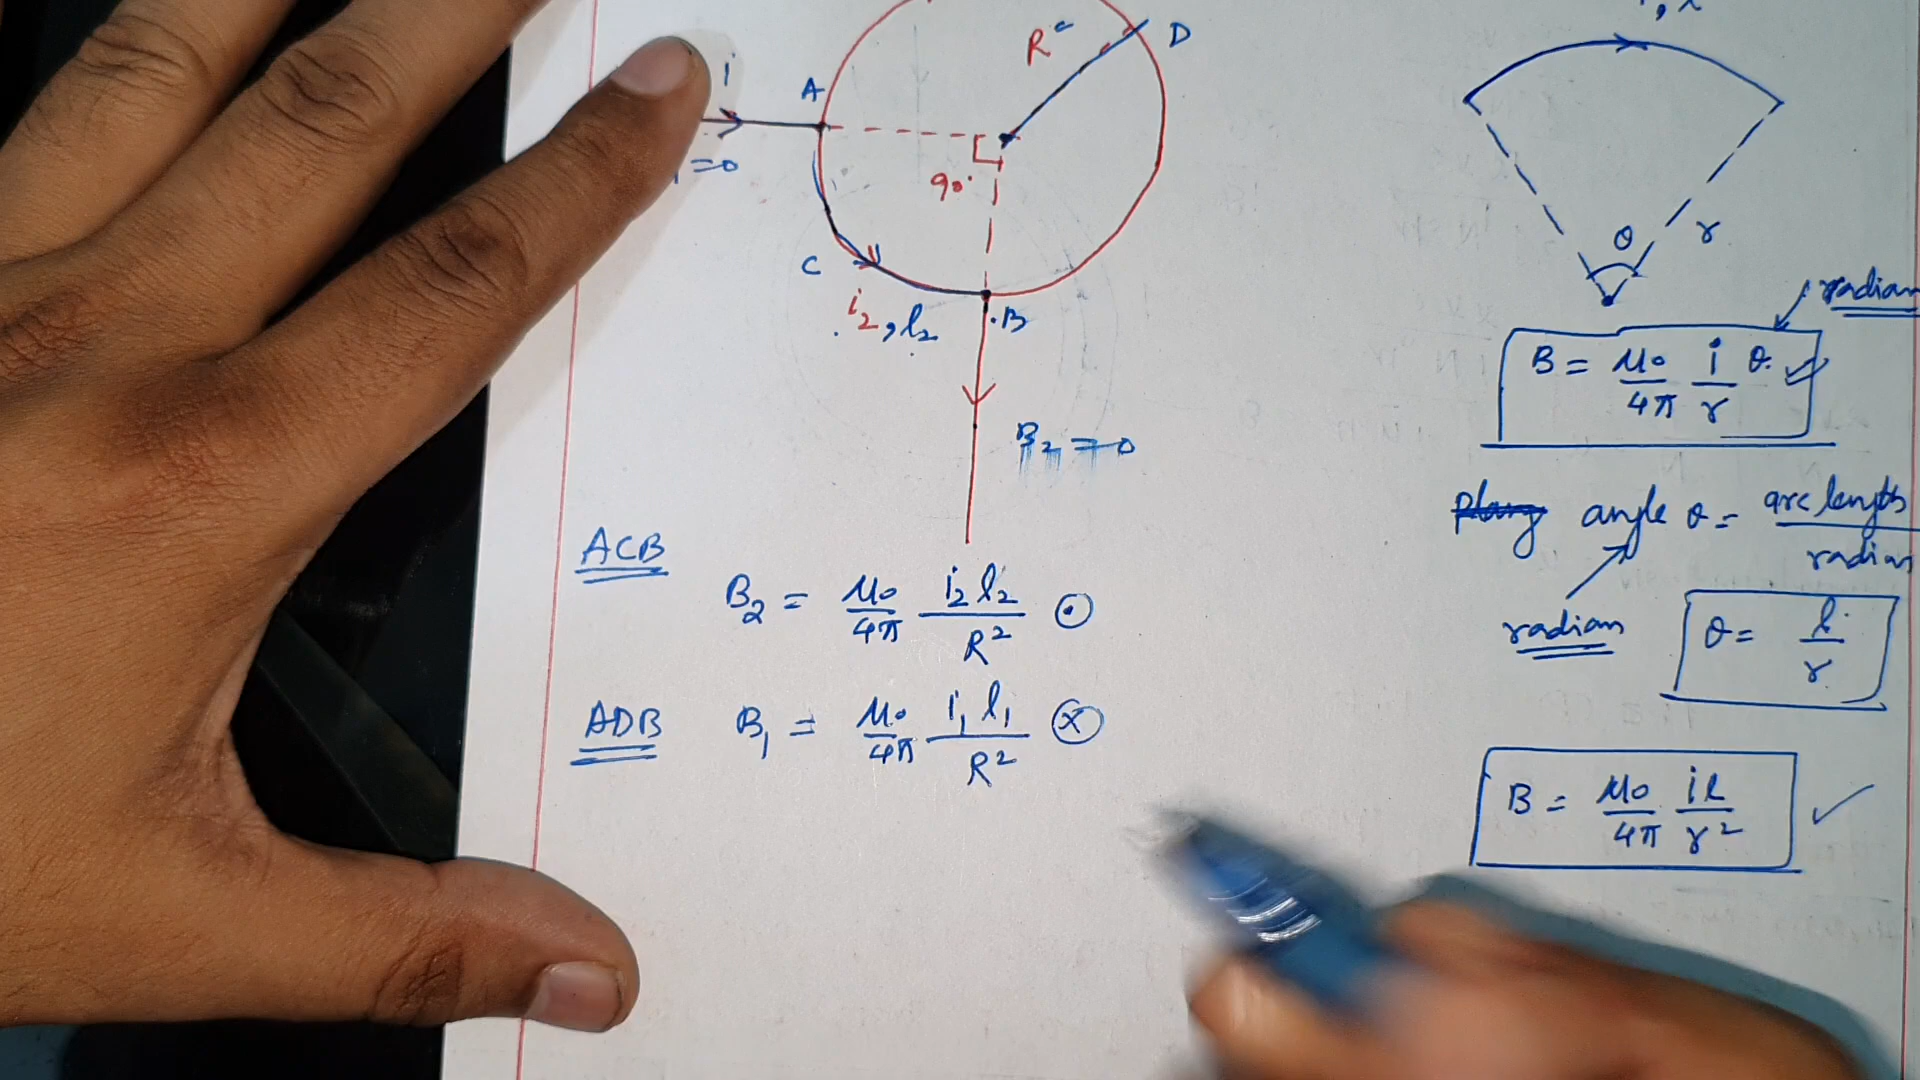 R
D
i
A
=0
90°
C
i₂, l₂
.B
B₂ = 0
ACB
B₂ = μ₀/4π i₂l₂/R² ⊙
ADB B₁ = μ₀/4π i₁l₁/R² ⊗
θ r
radian
B = μ₀/4π i/r θ
angle θ = arc length/radius
radian θ = l/r
B = μ₀/4π il/r²